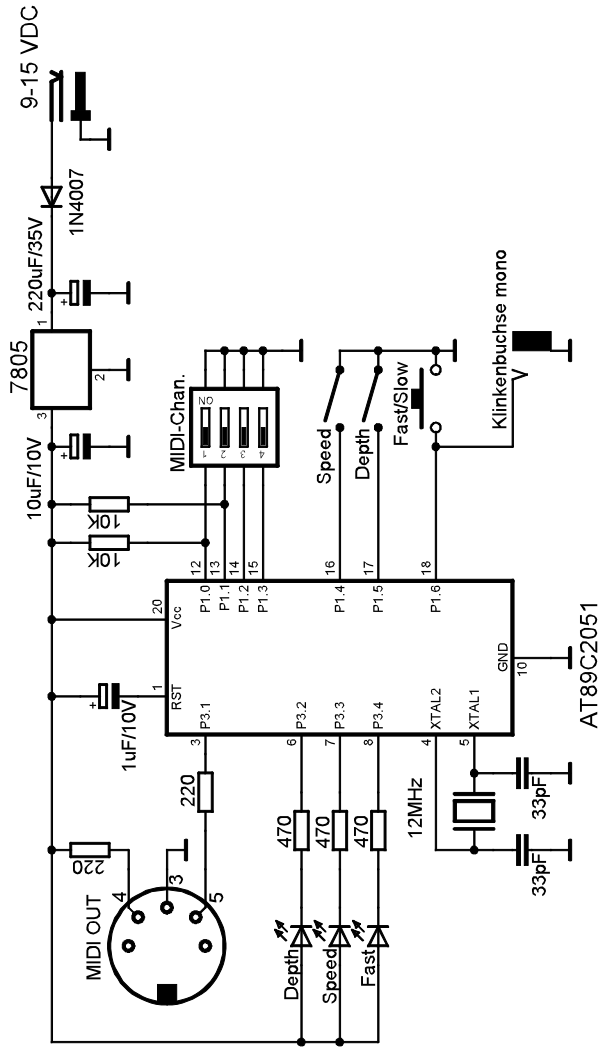 9-15 VDC
1N4007
220uF/35V
+
1
7805
2
3
10uF/10V
+
10K
10K
MIDI-Chan.
ON
1
2
3
4
12
13
14
15
P1.0
P1.1
P1.2
P1.3
Speed
Depth
Fast/Slow
Klinkenbuchse mono
16
17
18
P1.4
P1.5
P1.6
20
Vcc
1
RST
1uF/10V
+
GND
10
AT89C2051
P3.1
3
P3.2
6
P3.3
7
P3.4
8
XTAL2
4
XTAL1
5
220
220
MIDI OUT
4
3
5
470
470
470
Depth
Speed
Fast
12MHz
33pF
33pF